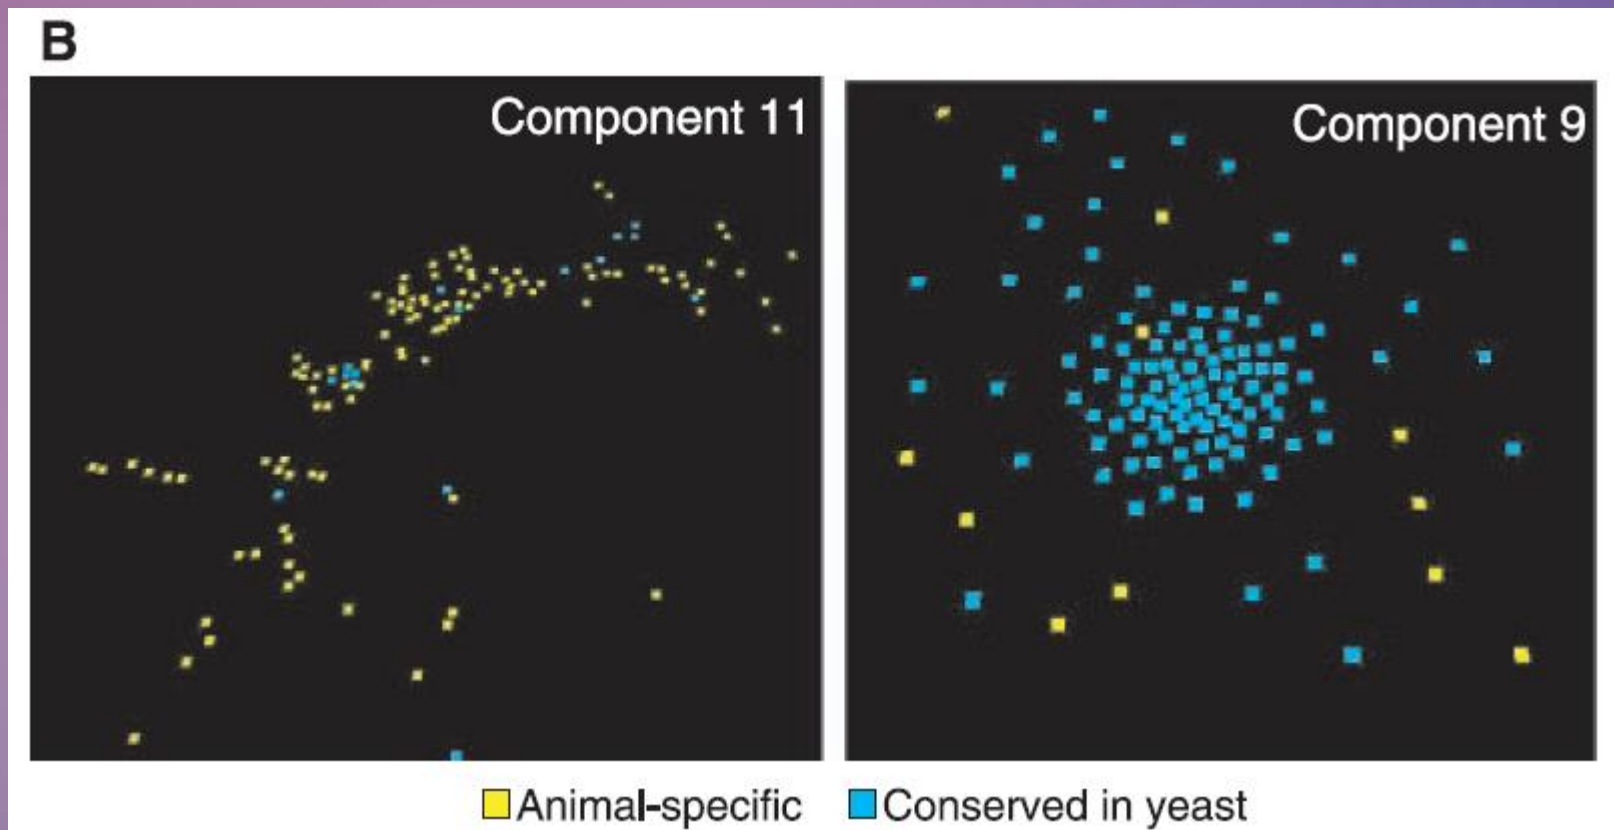 B
Component 11
Component 9
Animal-specific
Conserved in yeast